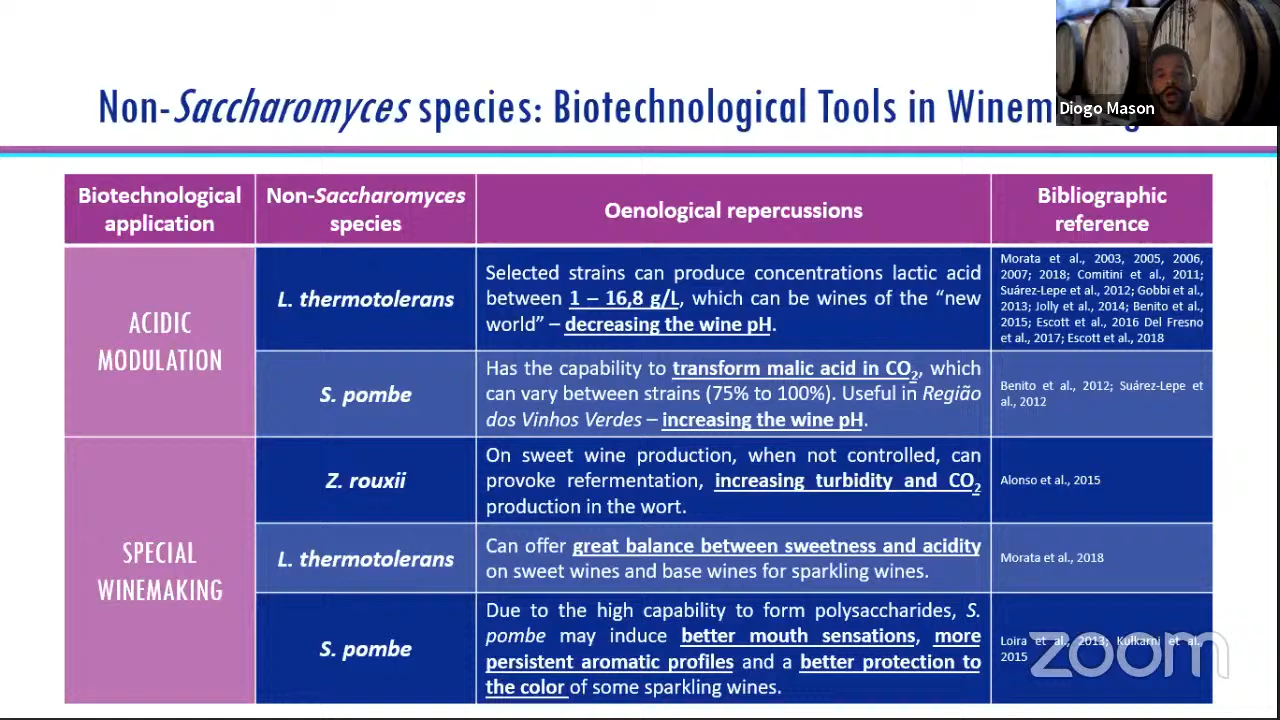 Non-Saccharomyces species: Biotechnological Tools in Winem
Diogo Mason
Biotechnological
application
Non-Saccharomyces
species
Oenological repercussions
Bibliographic
reference
ACIDIC
MODULATION
L. thermotolerans
Selected strains can produce concentrations lactic acid
between 1 – 16,8 g/L, which can be wines of the “new
world” – decreasing the wine pH.
Morata et al., 2003, 2005, 2006,
2007; 2018; Comitini et al., 2011;
Suárez-Lepe et al., 2012; Gobbi et al.,
2013; Jolly et al., 2014; Benito et al.,
2015; Escott et al., 2016 Del Fresno
et al., 2017; Escott et al., 2018
S. pombe
Has the capability to transform malic acid in CO2, which
can vary between strains (75% to 100%). Useful in Região
dos Vinhos Verdes – increasing the wine pH.
Benito et al., 2012; Suárez-Lepe et
al., 2012
SPECIAL
WINEMAKING
Z. rouxii
On sweet wine production, when not controlled, can
provoke refermentation, increasing turbidity and CO2
production in the wort.
Alonso et al., 2015
L. thermotolerans
Can offer great balance between sweetness and acidity
on sweet wines and base wines for sparkling wines.
Morata et al., 2018
S. pombe
Due to the high capability to form polysaccharides, S.
pombe may induce better mouth sensations, more
persistent aromatic profiles and a better protection to
the color of some sparkling wines.
Loira et al., 2013; Kulkarni et al.,
2015
zoom